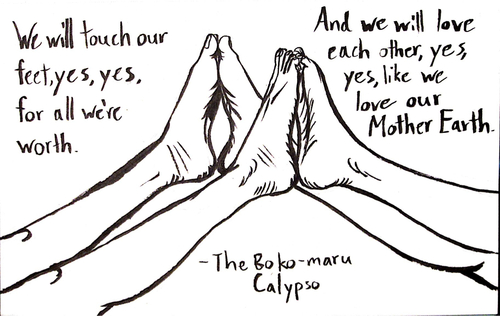 We will touch our
feet, yes, yes,
for all we're
worth.
And we will love
each other, yes,
yes, like we
love our
Mother Earth.
- The Boko-maru
Calypso